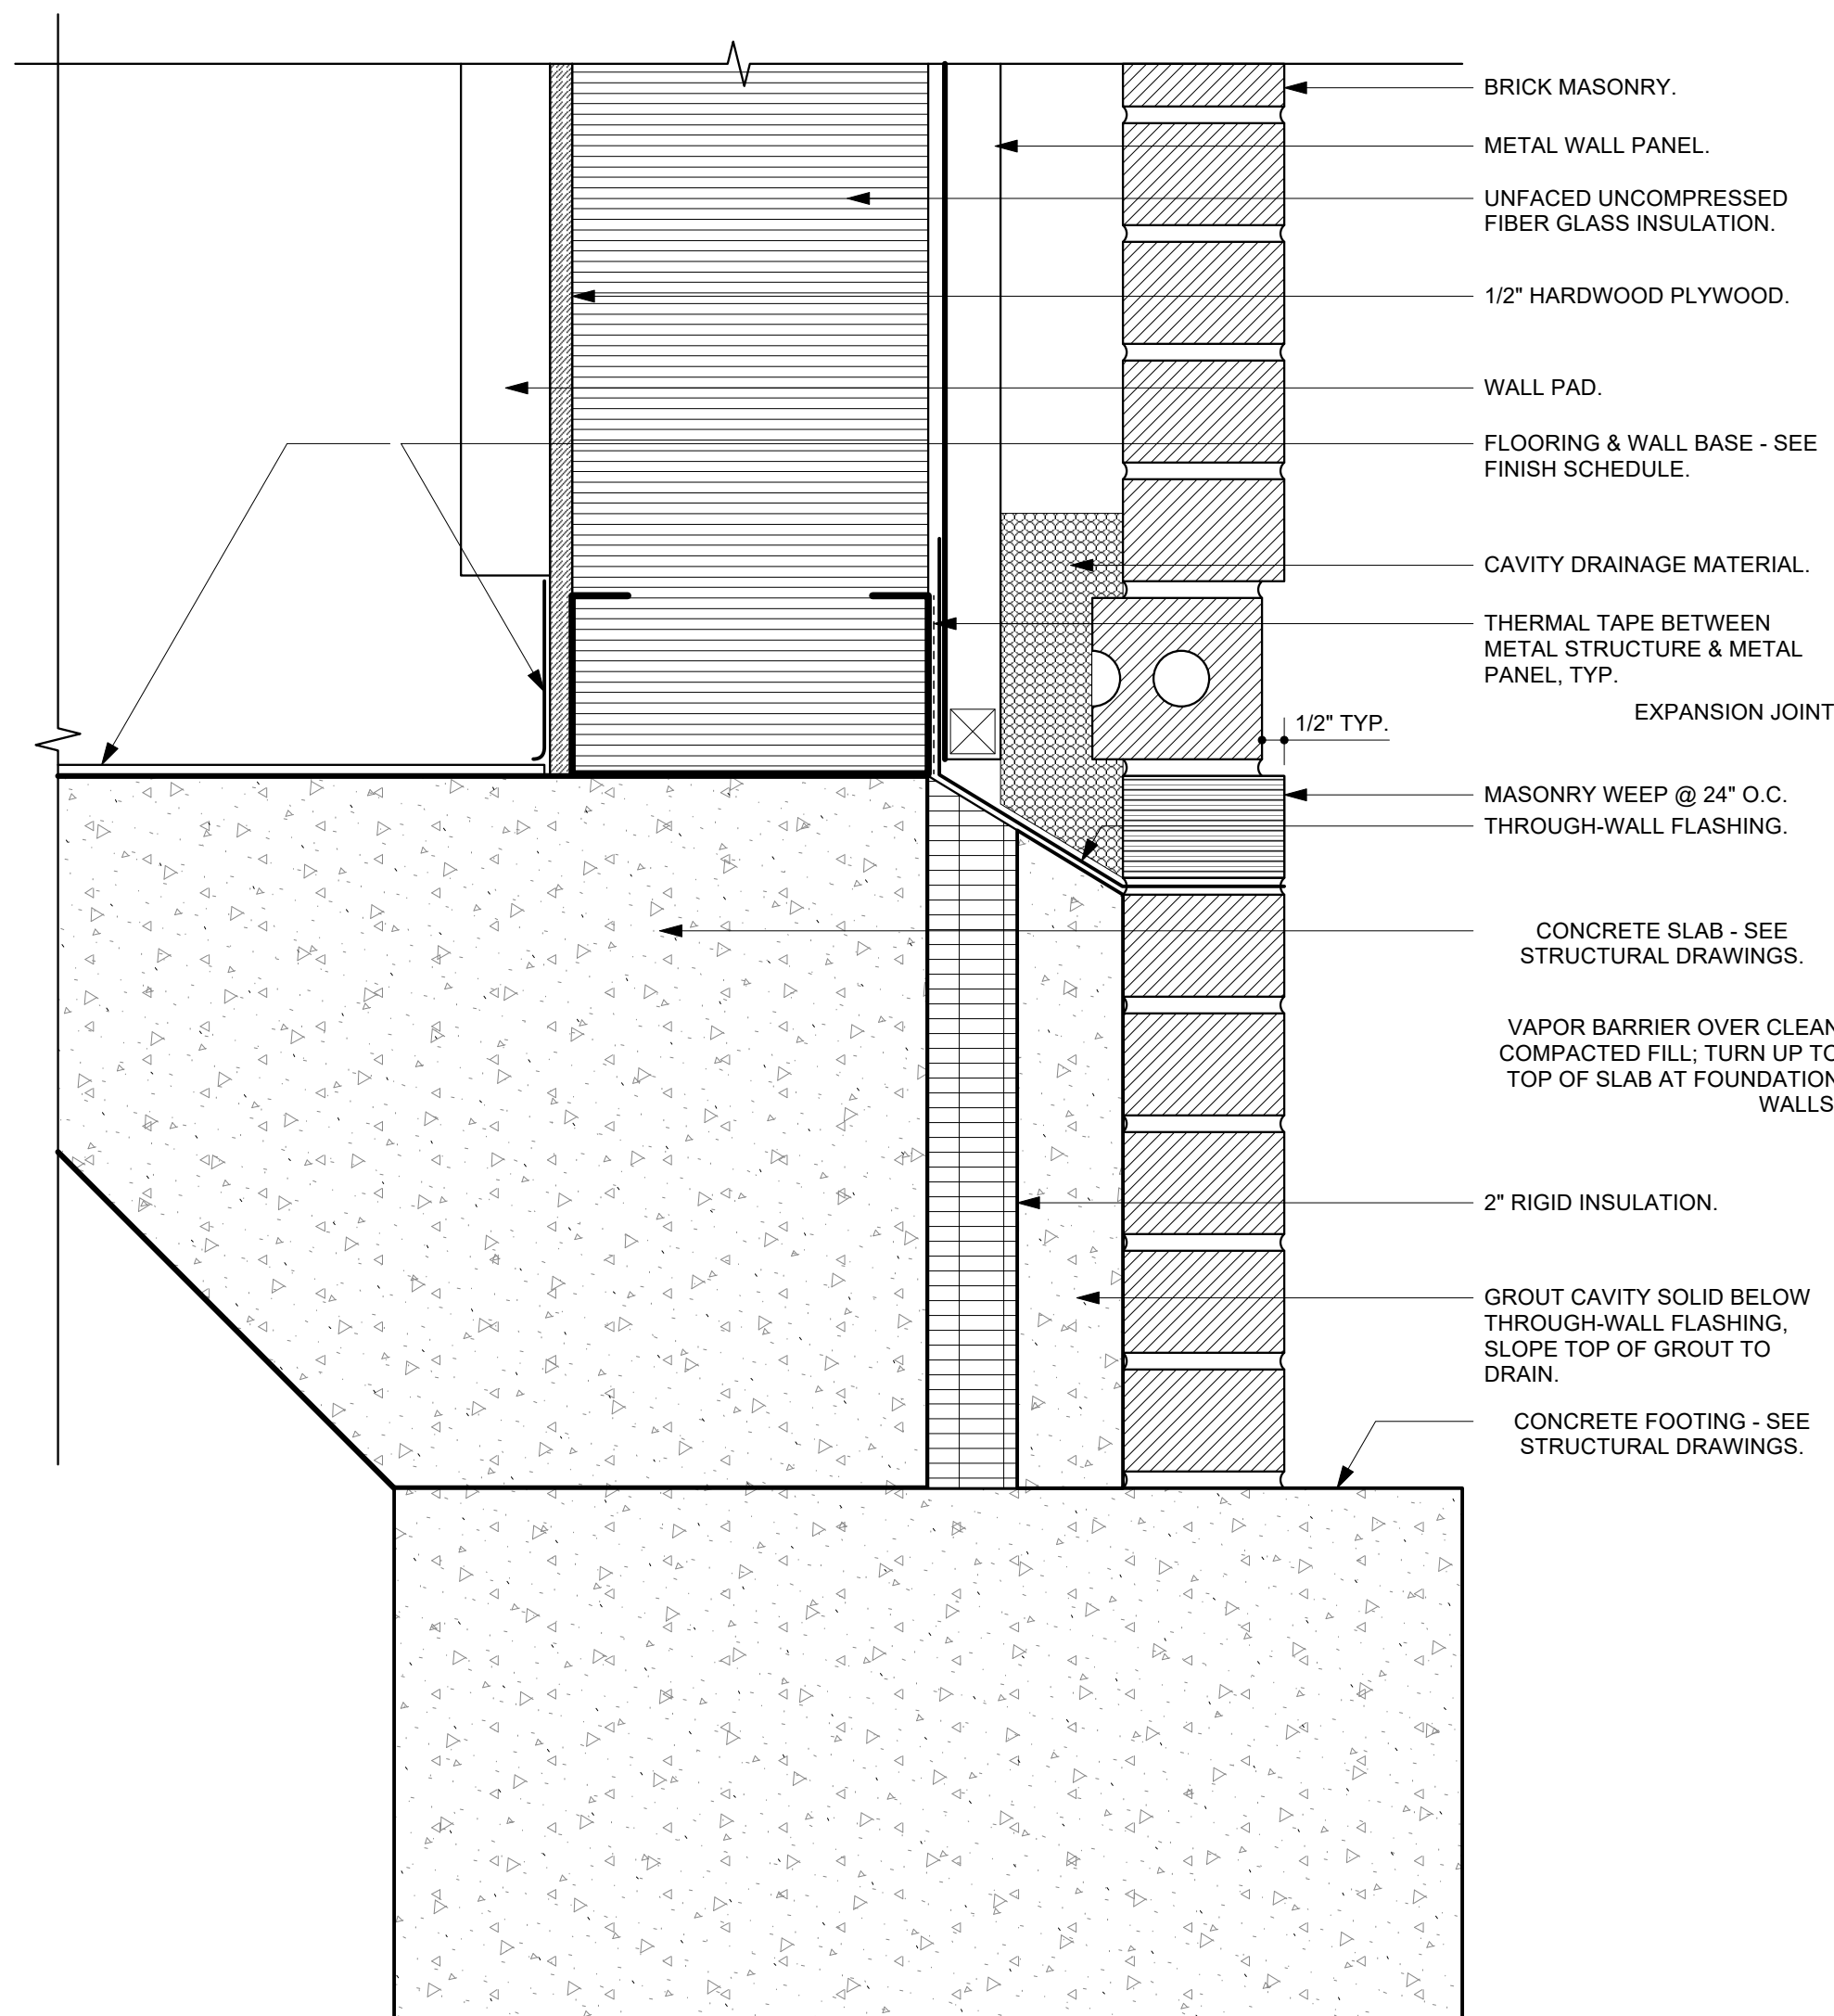 BRICK MASONRY.
METAL WALL PANEL.
UNFACED UNCOMPRESSED
FIBER GLASS INSULATION.
1/2" HARDWOOD PLYWOOD.
WALL PAD.
FLOORING & WALL BASE - SEE
FINISH SCHEDULE.
CAVITY DRAINAGE MATERIAL.
THERMAL TAPE BETWEEN
METAL STRUCTURE & METAL
PANEL, TYP.
EXPANSION JOINT
1/2" TYP.
MASONRY WEEP @ 24" O.C.
THROUGH-WALL FLASHING.
CONCRETE SLAB - SEE
STRUCTURAL DRAWINGS.
VAPOR BARRIER OVER CLEAN
COMPACTED FILL; TURN UP TO
TOP OF SLAB AT FOUNDATION
WALLS
2" RIGID INSULATION.
GROUT CAVITY SOLID BELOW
THROUGH-WALL FLASHING,
SLOPE TOP OF GROUT TO
DRAIN.
CONCRETE FOOTING - SEE
STRUCTURAL DRAWINGS.